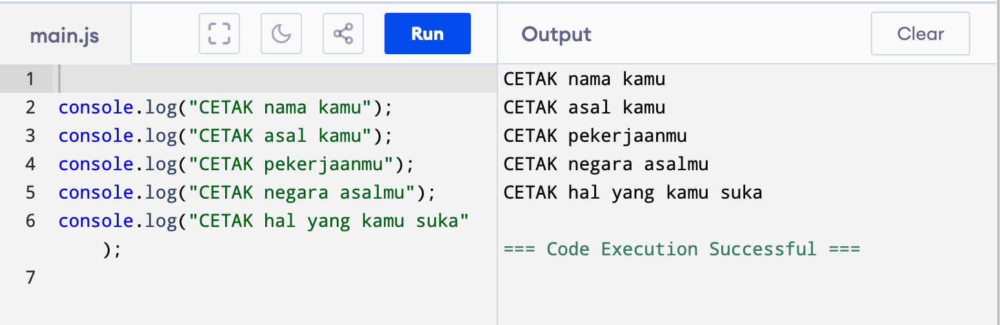 main.js
Run
Output
Clear
1
2 console.log("CETAK nama kamu");
3 console.log("CETAK asal kamu");
4 console.log("CETAK pekerjaanmu");
5 console.log("CETAK negara asalmu");
6 console.log("CETAK hal yang kamu suka"
);
7
CETAK nama kamu
CETAK asal kamu
CETAK pekerjaanmu
CETAK negara asalmu
CETAK hal yang kamu suka
=== Code Execution Successful ===